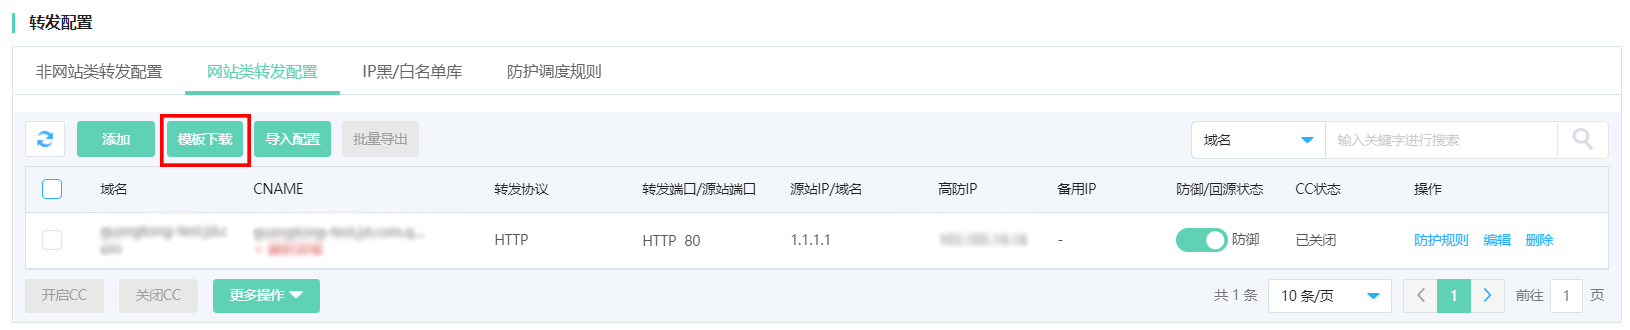 转发配置
非网站类转发配置 网站类转发配置 IP黑/白名单库 防护调度规则
添加 模板下载 导入配置 批量导出 域名 输入关键字进行搜索
域名 CNAME 转发协议 转发端口/源站端口 源站IP/域名 高防IP 备用IP 防御/回源状态 CC状态 操作
HTTP HTTP 80 1.1.1.1 - 防御 已关闭 防护规则 编辑 删除
开启CC 关闭CC 更多操作 共 1 条 10 条/页 1 前往 1 页